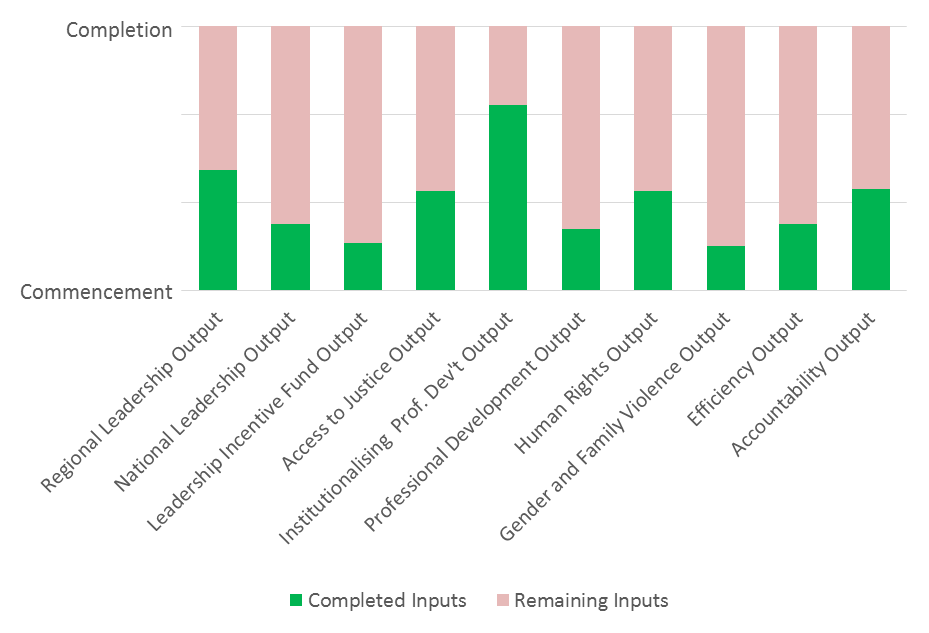 Completion
Commencement
Regional Leadership Output
National Leadership Output
Leadership Incentive Fund Output
Access to Justice Output
Institutionalising Prof. Dev't Output
Professional Development Output
Human Rights Output
Gender and Family Violence Output
Efficiency Output
Accountability Output
Completed Inputs
Remaining Inputs